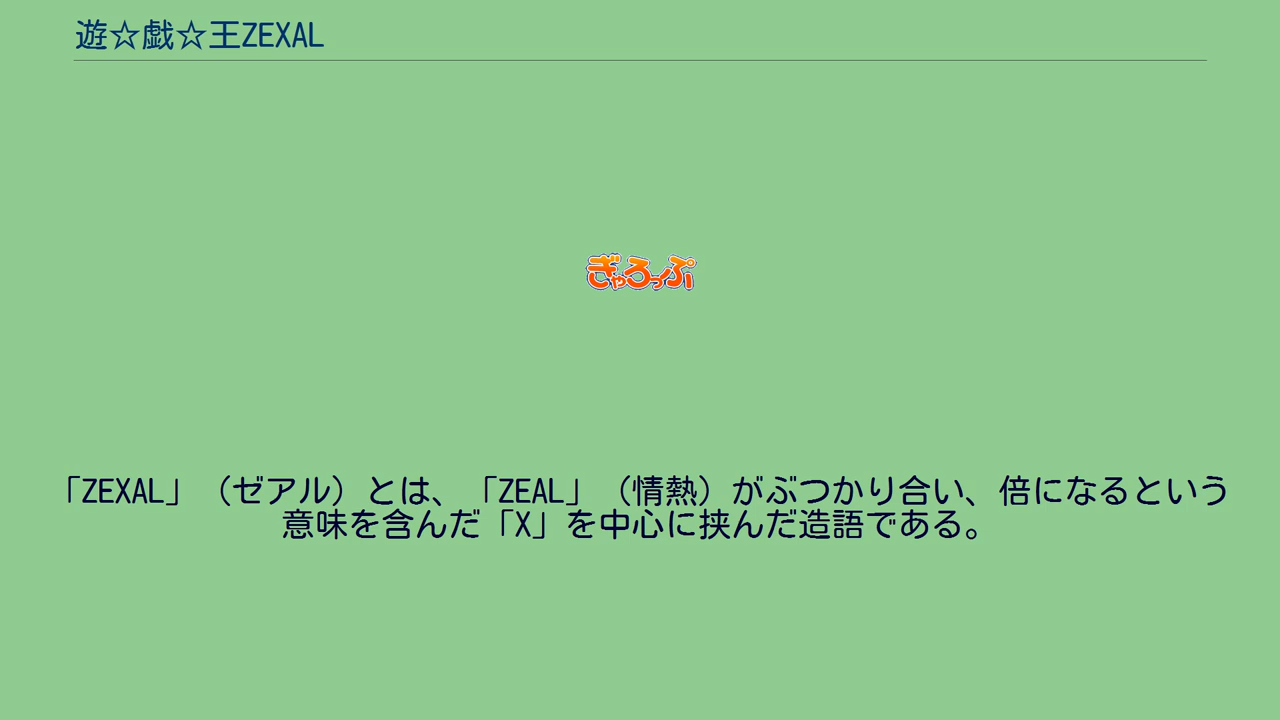 遊☆戯☆王ZEXAL
ぎゃろっぷ
「ZEXAL」（ゼアル）とは、「ZEAL」（情熱）がぶつかり合い、倍になるという
意味を含んだ「X」を中心に挟んだ造語である。